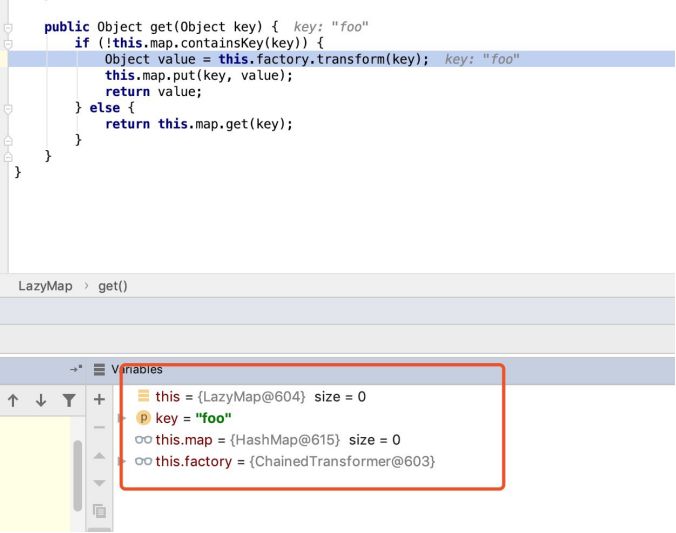 public Object get(Object key) {  key: "foo"
if (!this.map.containsKey(key)) {
Object value = this.factory.transform(key);  key: "foo"
this.map.put(key, value);
return value;
} else {
return this.map.get(key);
}
}
}
LazyMap > get()
Variables
this = {LazyMap@604} size = 0
p key = "foo"
this.map = {HashMap@615} size = 0
this.factory = {ChainedTransformer@603}